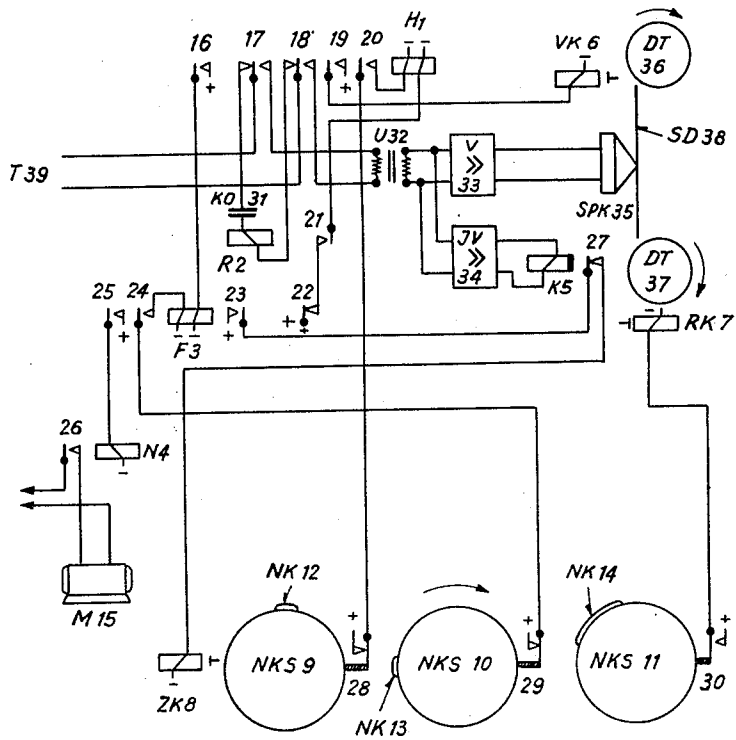 H1
16 17 18' 19 20
VK 6
DT
36
+ +
T 39
U32
V
33
SD 38
SPK 35
KO 31
R2
21
JV
34
K5
27
DT
37
25 24
23 22
+ + + +
F3
RK 7
26
N4
M 15
NK 12
NK 14
+ + +
ZK8
NKS 9
28
NKS 10
29
NKS 11
30
NK13